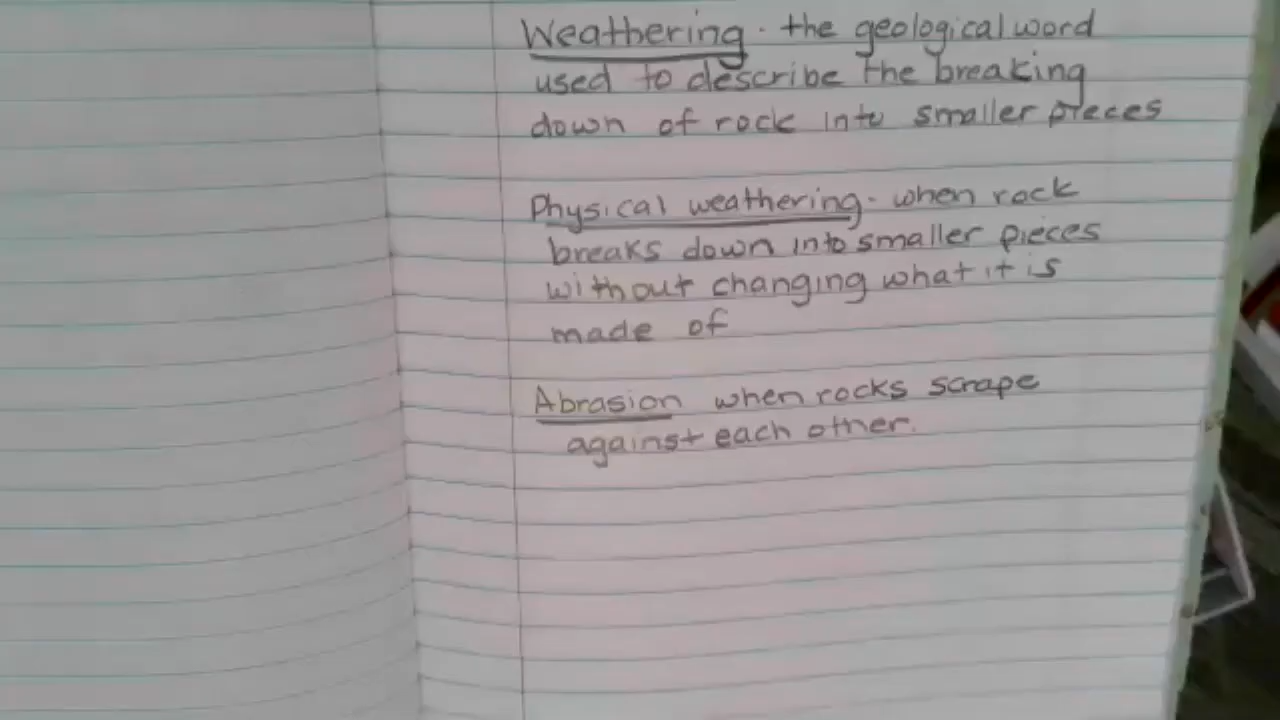 Weathering - the geological word
used to describe the breaking
down of rock into smaller pieces
Physical weathering - when rock
breaks down into smaller pieces
without changing what it is
made of
Abrasion when rocks scrape
against each other.